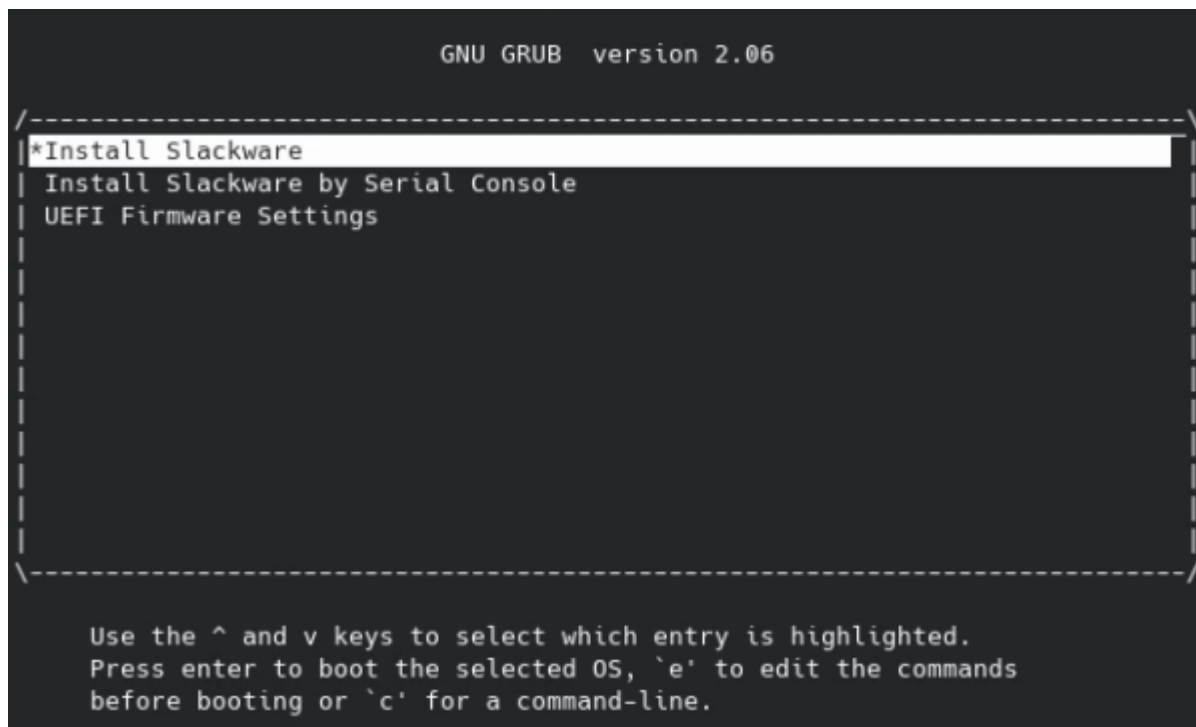 GNU GRUB  version 2.06
*Install Slackware
Install Slackware by Serial Console
UEFI Firmware Settings
Use the ^ and v keys to select which entry is highlighted.
Press enter to boot the selected OS, `e' to edit the commands
before booting or `c' for a command-line.